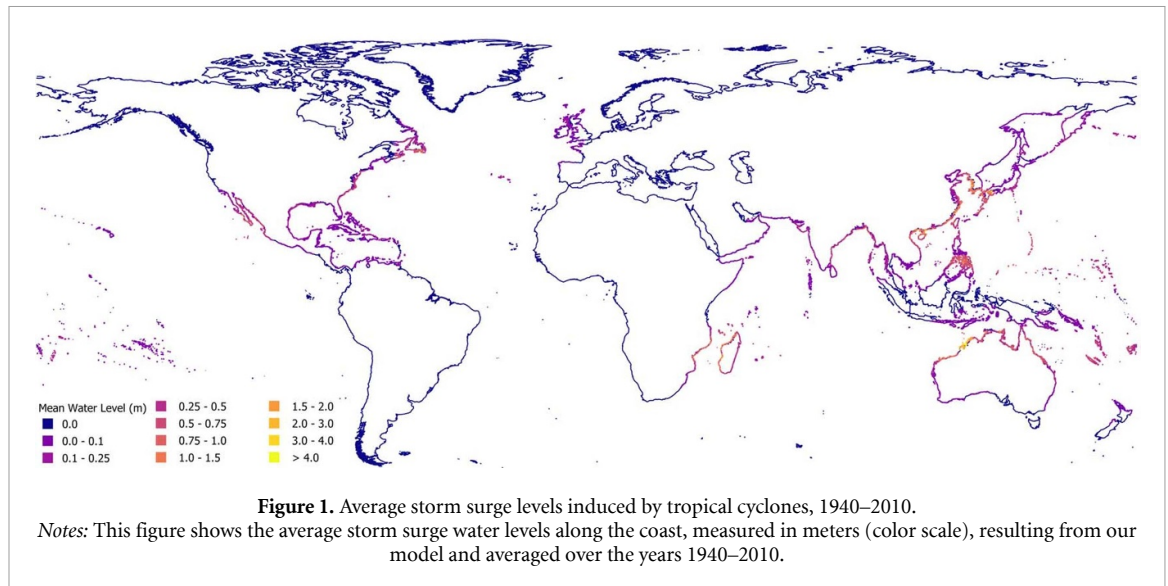 Mean Water Level (m)
0.0
0.0 - 0.1
0.1 - 0.25
0.25 - 0.5
0.5 - 0.75
0.75 - 1.0
1.0 - 1.5
1.5 - 2.0
2.0 - 3.0
3.0 - 4.0
> 4.0
Figure 1. Average storm surge levels induced by tropical cyclones, 1940–2010.
Notes: This figure shows the average storm surge water levels along the coast, measured in meters (color scale), resulting from our
model and averaged over the years 1940–2010.